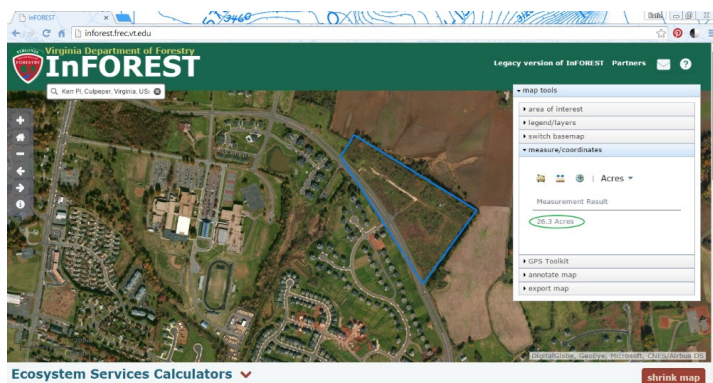 InFOREST
inforest.frec.vt.edu
VIRGINIA
FORESTRY
Virginia Department of Forestry
InFOREST
Legacy version of InFOREST Partners
Kerr Pl, Culpeper, Virginia, USA
map tools
area of interest
legend/layers
switch basemap
measure/coordinates
Acres
Measurement Result
26.3 Acres
GPS Toolkit
annotate map
export map
DigitalGlobe, GeoEye, Microsoft, CNES/Airbus DS
Ecosystem Services Calculators
shrink map